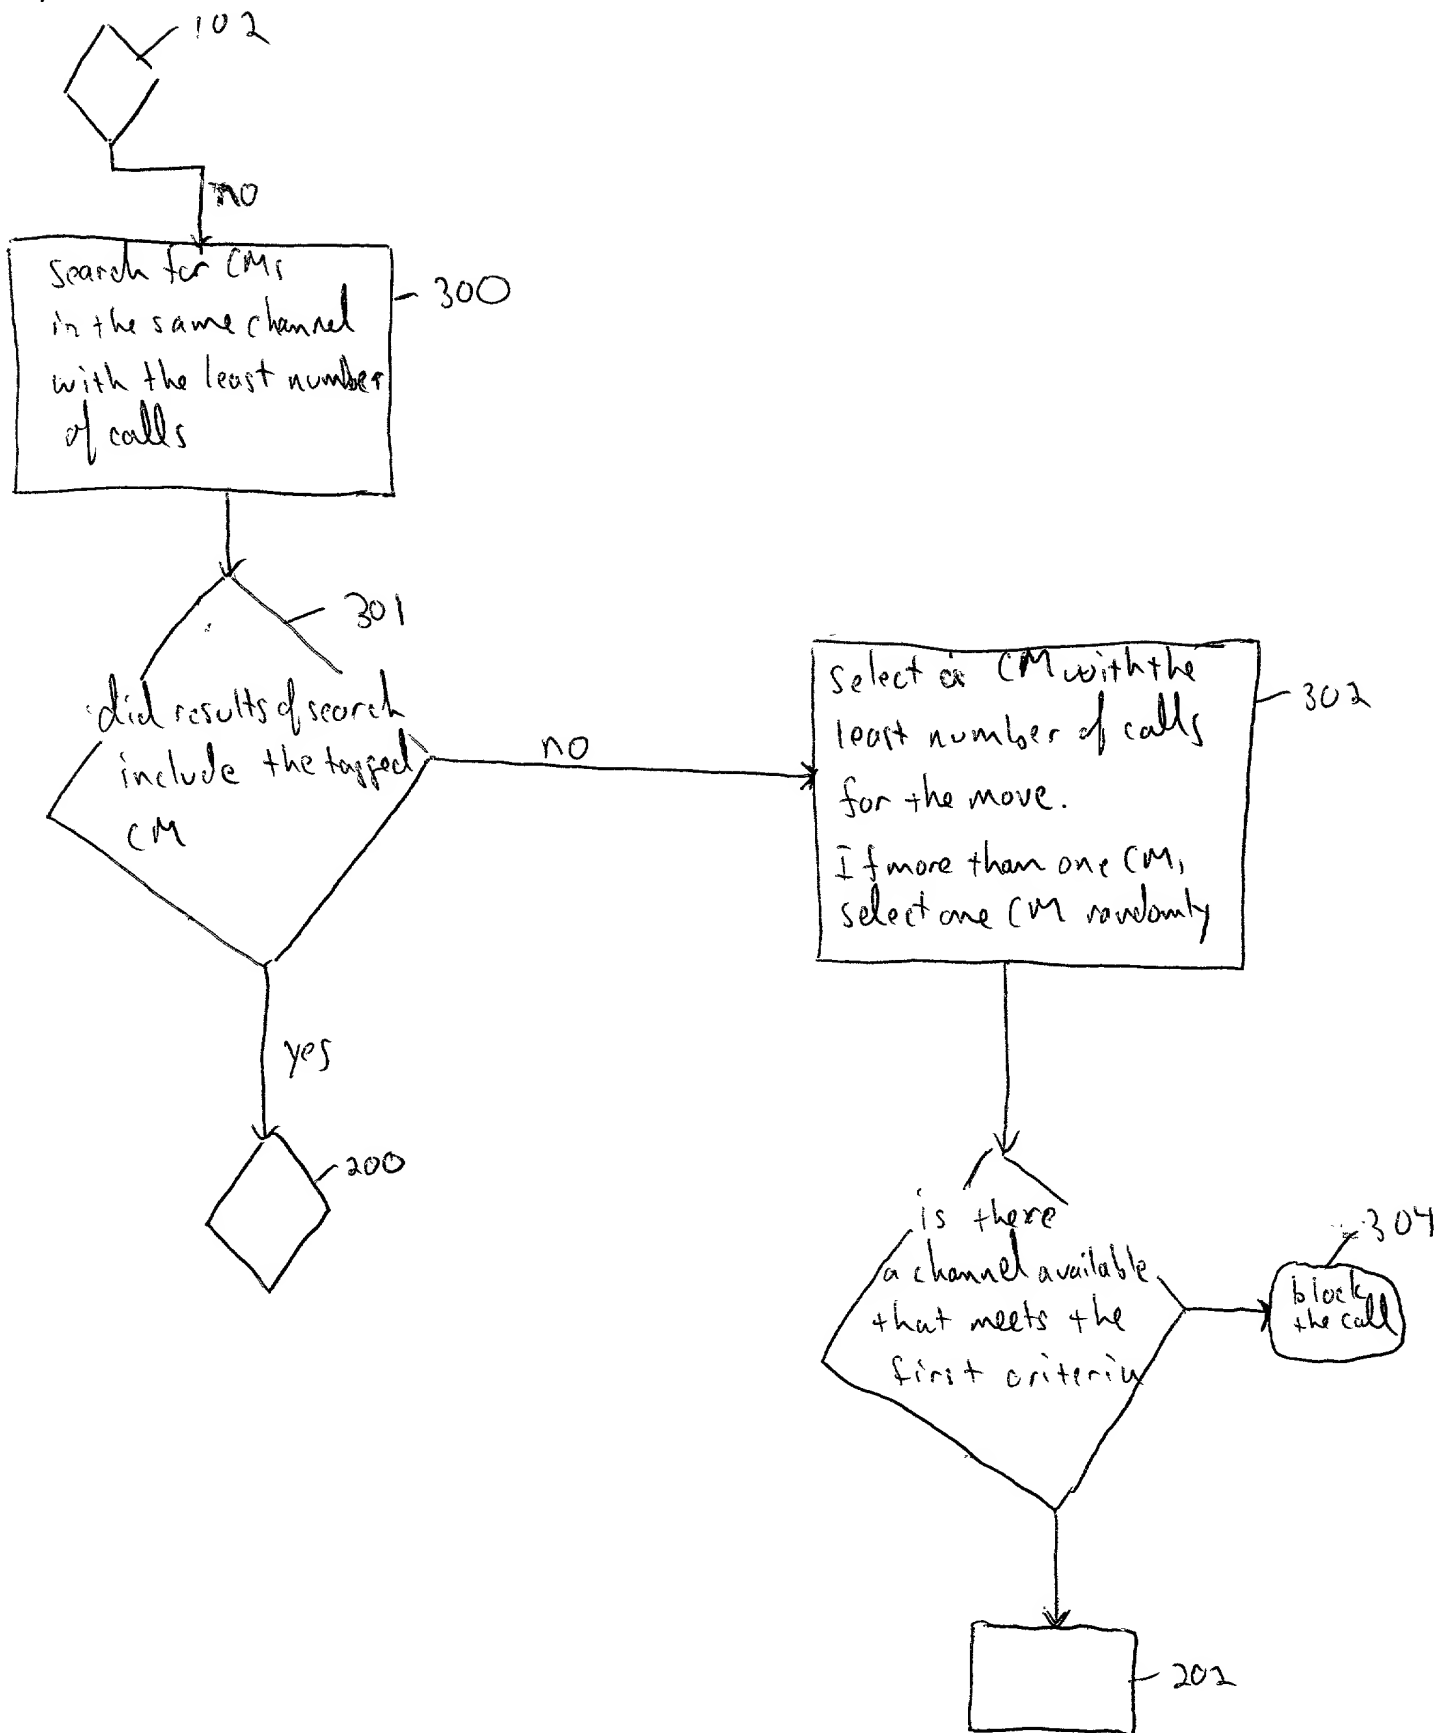 102
no
search for CMs
in the same channel
with the least number
of calls
300
301
did results of search
include the tagged
CM
no
select a CM with the
least number of calls
for the move.
If more than one CM,
select one CM randomly
302
yes
200
is there
a channel available
that meets the
first criteria
304
block
the call
202